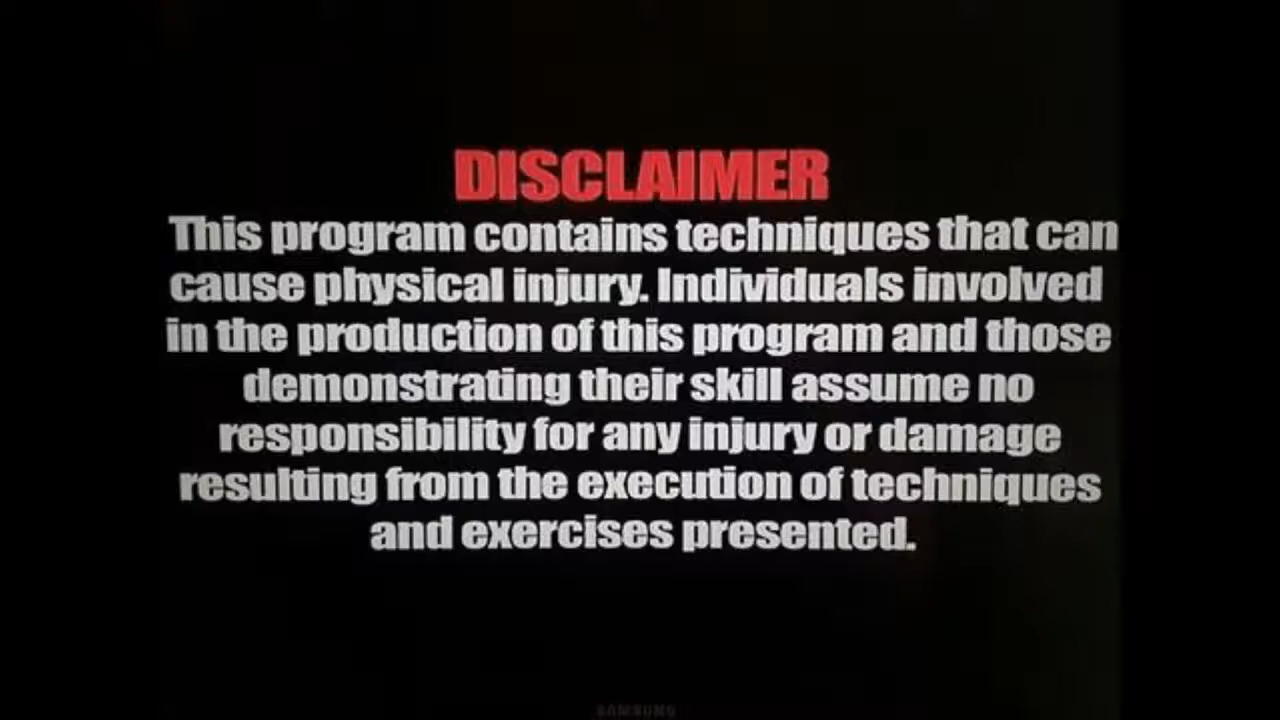 DISCLAIMER
This program contains techniques that can
cause physical injury. Individuals involved
in the production of this program and those
demonstrating their skill assume no
responsibility for any injury or damage
resulting from the execution of techniques
and exercises presented.
SAMSUNG